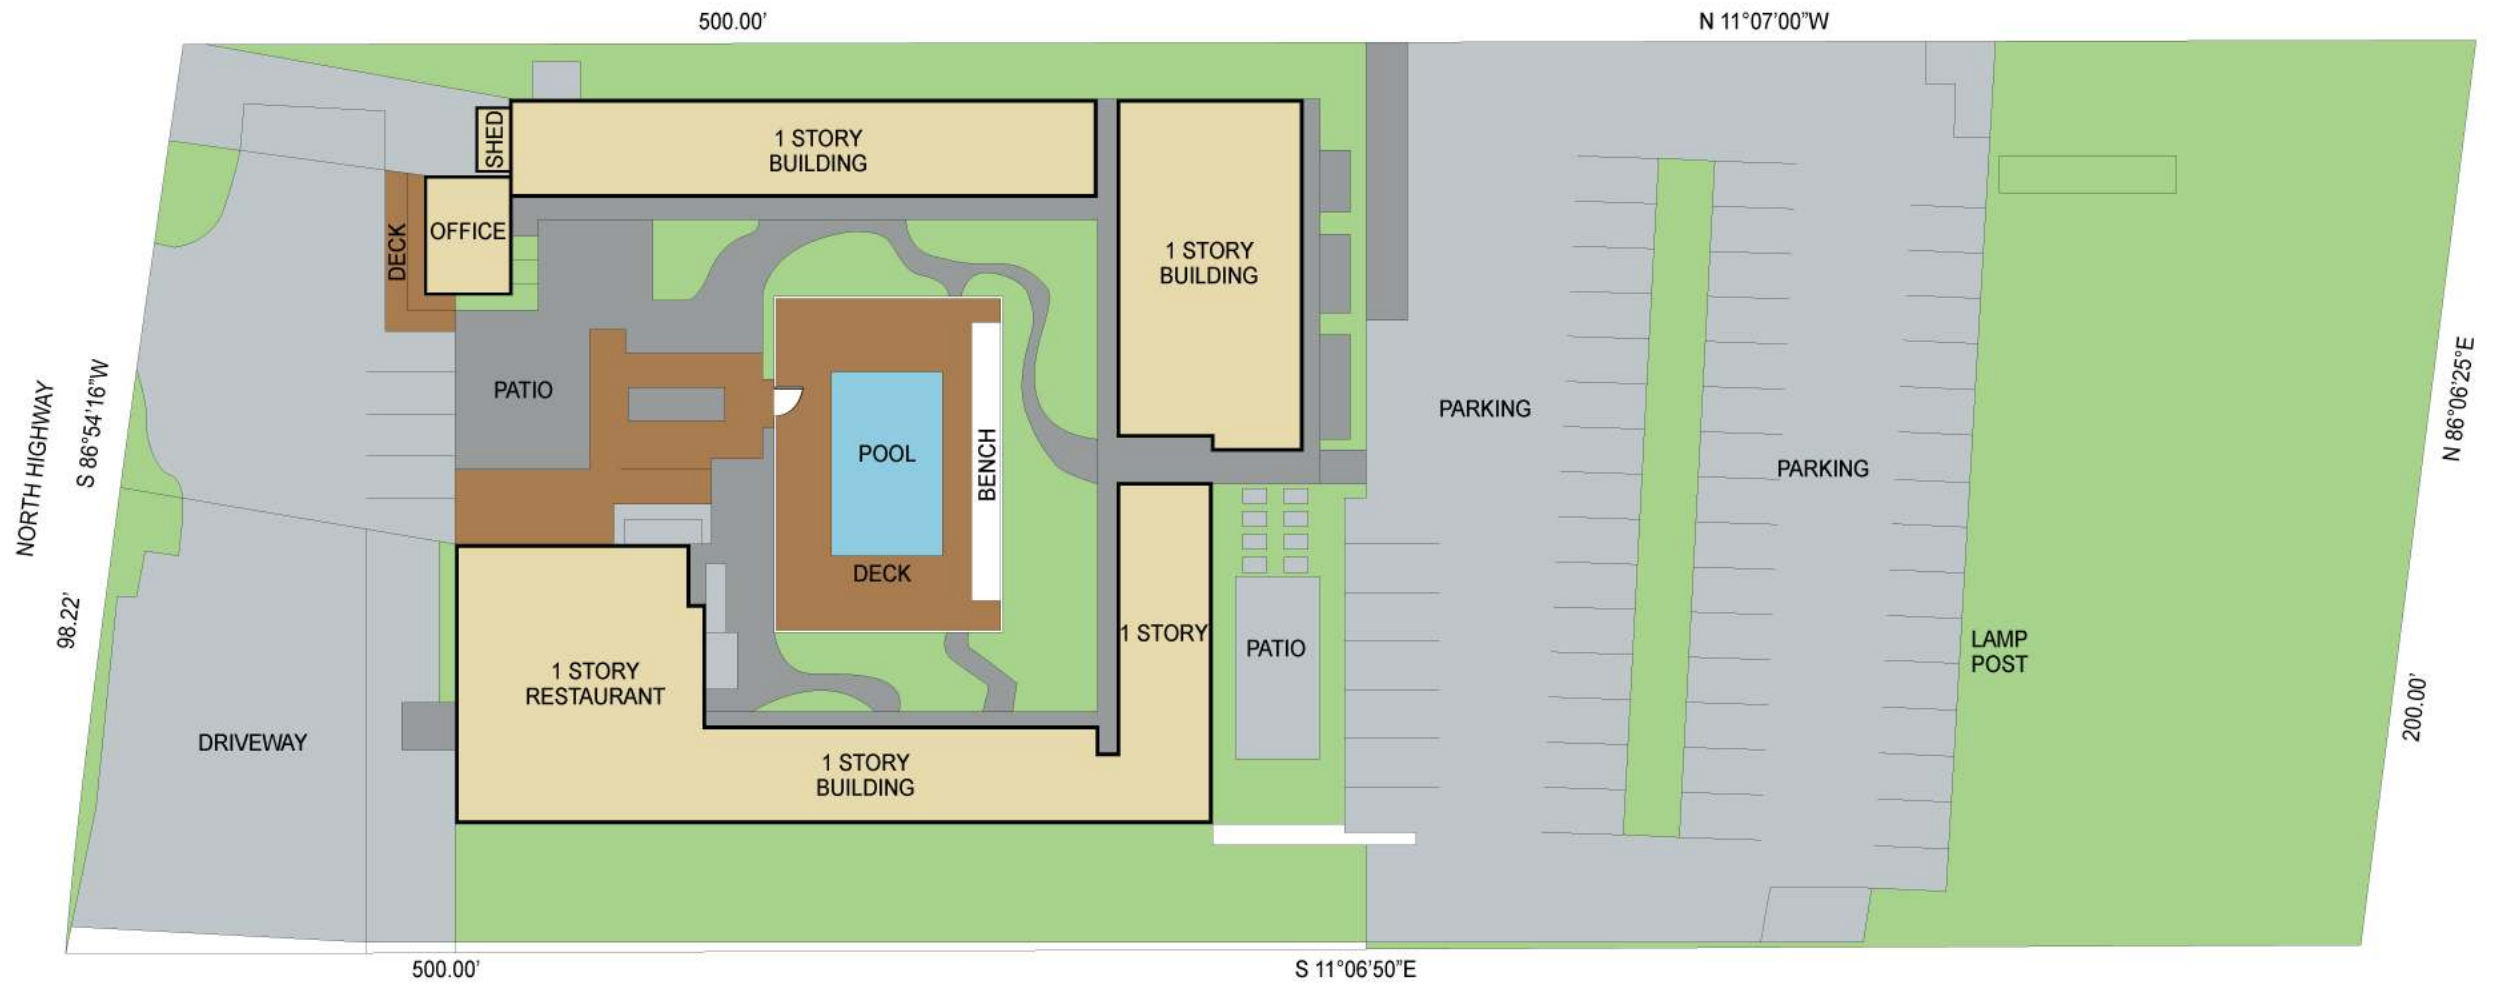 500.00'
N 11°07'00"W
SHED
1 STORY
BUILDING
DECK
OFFICE
1 STORY
BUILDING
NORTH HIGHWAY
S 86°54'16"W
PATIO
POOL
BENCH
DECK
PARKING
PARKING
N 86°06'25°E
98.22'
1 STORY
RESTAURANT
1 STORY
PATIO
LAMP
POST
200.00'
DRIVEWAY
1 STORY
BUILDING
500.00'
S 11°06'50"E